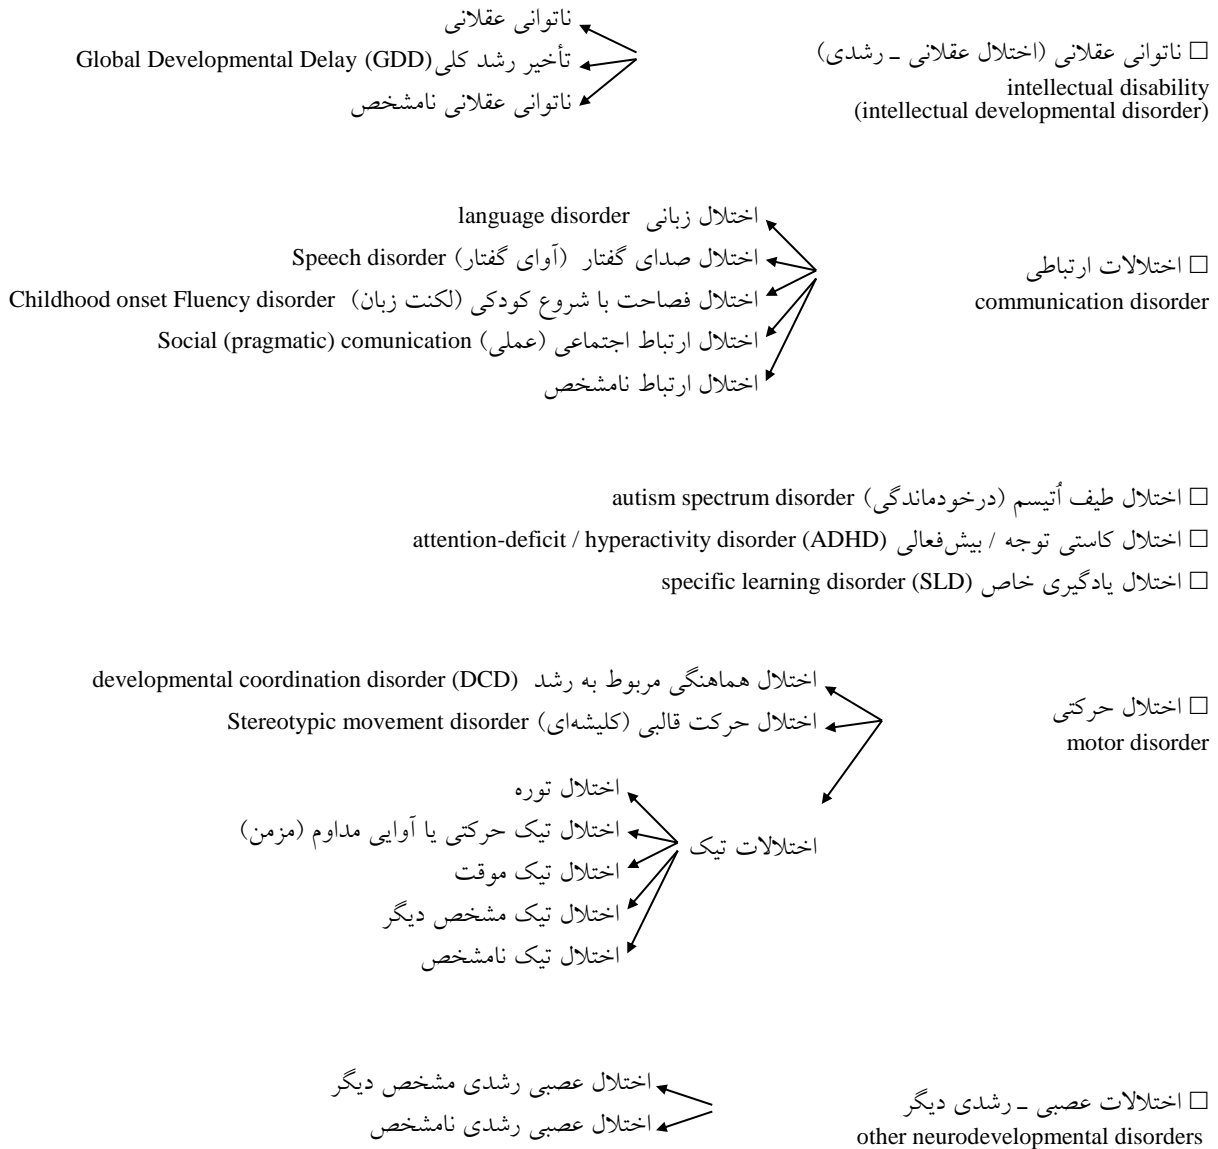 ☐ ناتوانی عقلانی (اختلال عقلانی ـ رشدی)
intellectual disability
(intellectual developmental disorder)
ناتوانی عقلانی
تأخیر رشد کلی Global Developmental Delay (GDD)
ناتوانی عقلانی نامشخص
☐ اختلالات ارتباطی
communication disorder
اختلال زبانی language disorder
اختلال صدای گفتار (آوای گفتار) Speech disorder
اختلال فصاحت با شروع کودکی (لکنت زبان) Childhood onset Fluency disorder
اختلال ارتباط اجتماعی (عملی) Social (pragmatic) comunication
اختلال ارتباط نامشخص
☐ اختلال طیف اُتیسم (درخودماندگی) autism spectrum disorder
☐ اختلال کاستی توجه / بیش‌فعالی attention-deficit / hyperactivity disorder (ADHD)
☐ اختلال یادگیری خاص specific learning disorder (SLD)
☐ اختلال حرکتی
motor disorder
اختلال هماهنگی مربوط به رشد developmental coordination disorder (DCD)
اختلال حرکت قالبی (کلیشه‌ای) Stereotypic movement disorder
اختلالات تیک
اختلال توره
اختلال تیک حرکتی یا آوایی مداوم (مزمن)
اختلال تیک موقت
اختلال تیک مشخص دیگر
اختلال تیک نامشخص
☐ اختلالات عصبی ـ رشدی دیگر
other neurodevelopmental disorders
اختلال عصبی رشدی مشخص دیگر
اختلال عصبی رشدی نامشخص